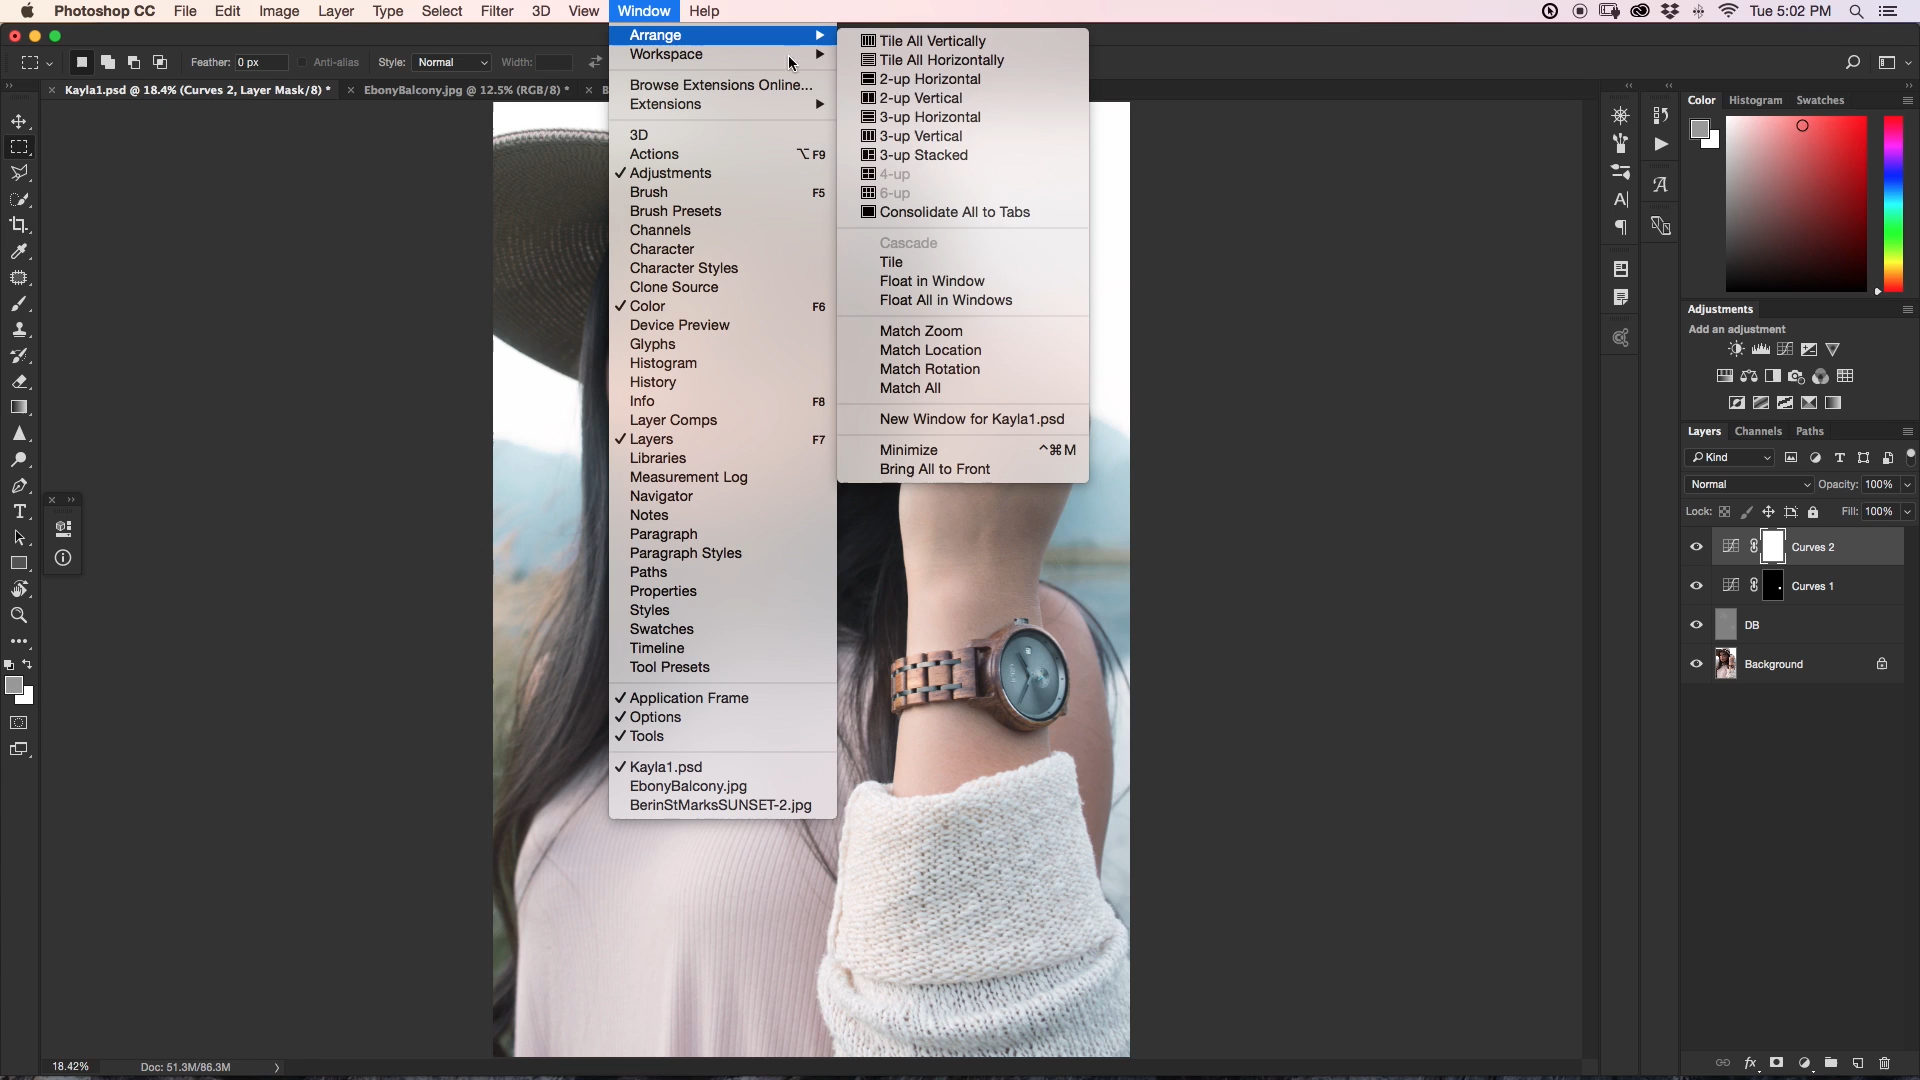 Photoshop CC File Edit Image Layer Type Select Filter 3D View Window Help Tue 5:02 PM
Feather: 0 px Anti-alias Style: Normal Width:
Kayla1.psd @ 18.4% (Curves 2, Layer Mask/8) * EbonyBalcony.jpg @ 12.5% (RGB/8) * B
Arrange
Workspace
Browse Extensions Online...
Extensions
3D
Actions ⌥F9
Adjustments
Brush F5
Brush Presets
Channels
Character
Character Styles
Clone Source
Color F6
Device Preview
Glyphs
Histogram
History
Info F8
Layer Comps
Layers F7
Libraries
Measurement Log
Navigator
Notes
Paragraph
Paragraph Styles
Paths
Properties
Styles
Swatches
Timeline
Tool Presets
Application Frame
Options
Tools
Kayla1.psd
EbonyBalcony.jpg
BerinStMarksSUNSET-2.jpg
Tile All Vertically
Tile All Horizontally
2-up Horizontal
2-up Vertical
3-up Horizontal
3-up Vertical
3-up Stacked
4-up
6-up
Consolidate All to Tabs
Cascade
Tile
Float in Window
Float All in Windows
Match Zoom
Match Location
Match Rotation
Match All
New Window for Kayla1.psd
Minimize ^⌘M
Bring All to Front
Color Histogram Swatches
Adjustments
Add an adjustment
Layers Channels Paths
Kind
Normal Opacity: 100%
Lock: Fill: 100%
Curves 2
Curves 1
DB
Background
18.42% Doc: 51.3M/86.3M